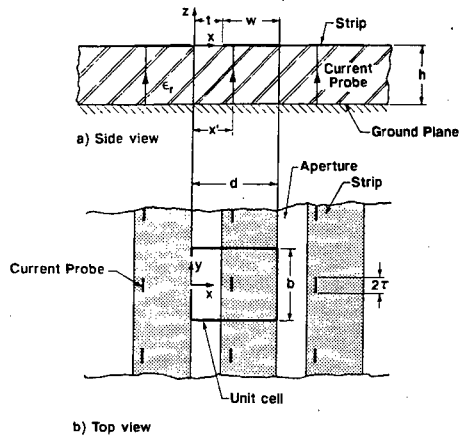 z t w
x Strip
εr Current Probe h
x'
Ground Plane
a) Side view
d Aperture
Strip
Current Probe y b 2τ
x
Unit cell
b) Top view